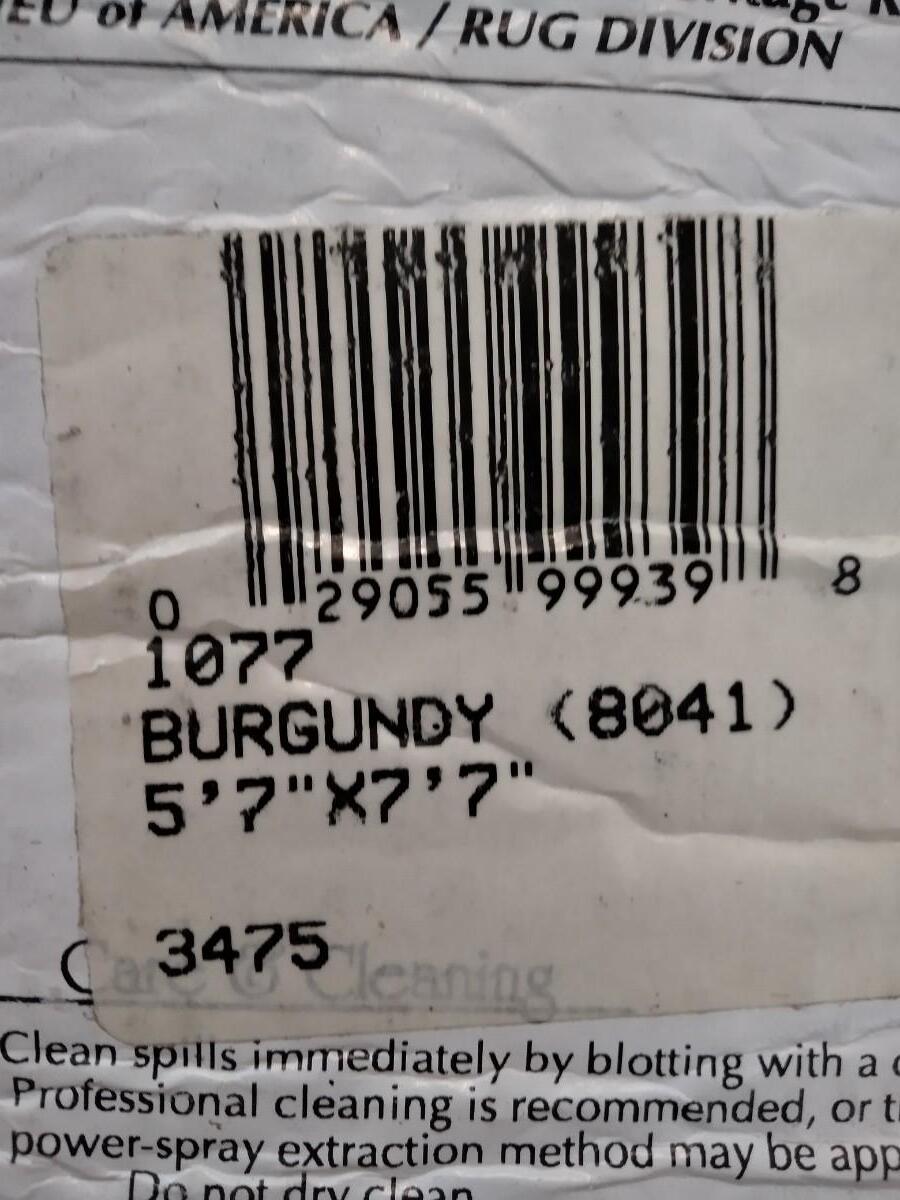 of AMERICA / RUG DIVISION
0 29055 99939 8
1077
BURGUNDY (8041)
5'7"X7'7"
3475
Care & Cleaning
Clean spills immediately by blotting with a
Professional cleaning is recommended, or
power-spray extraction method may be
Do not dry clean